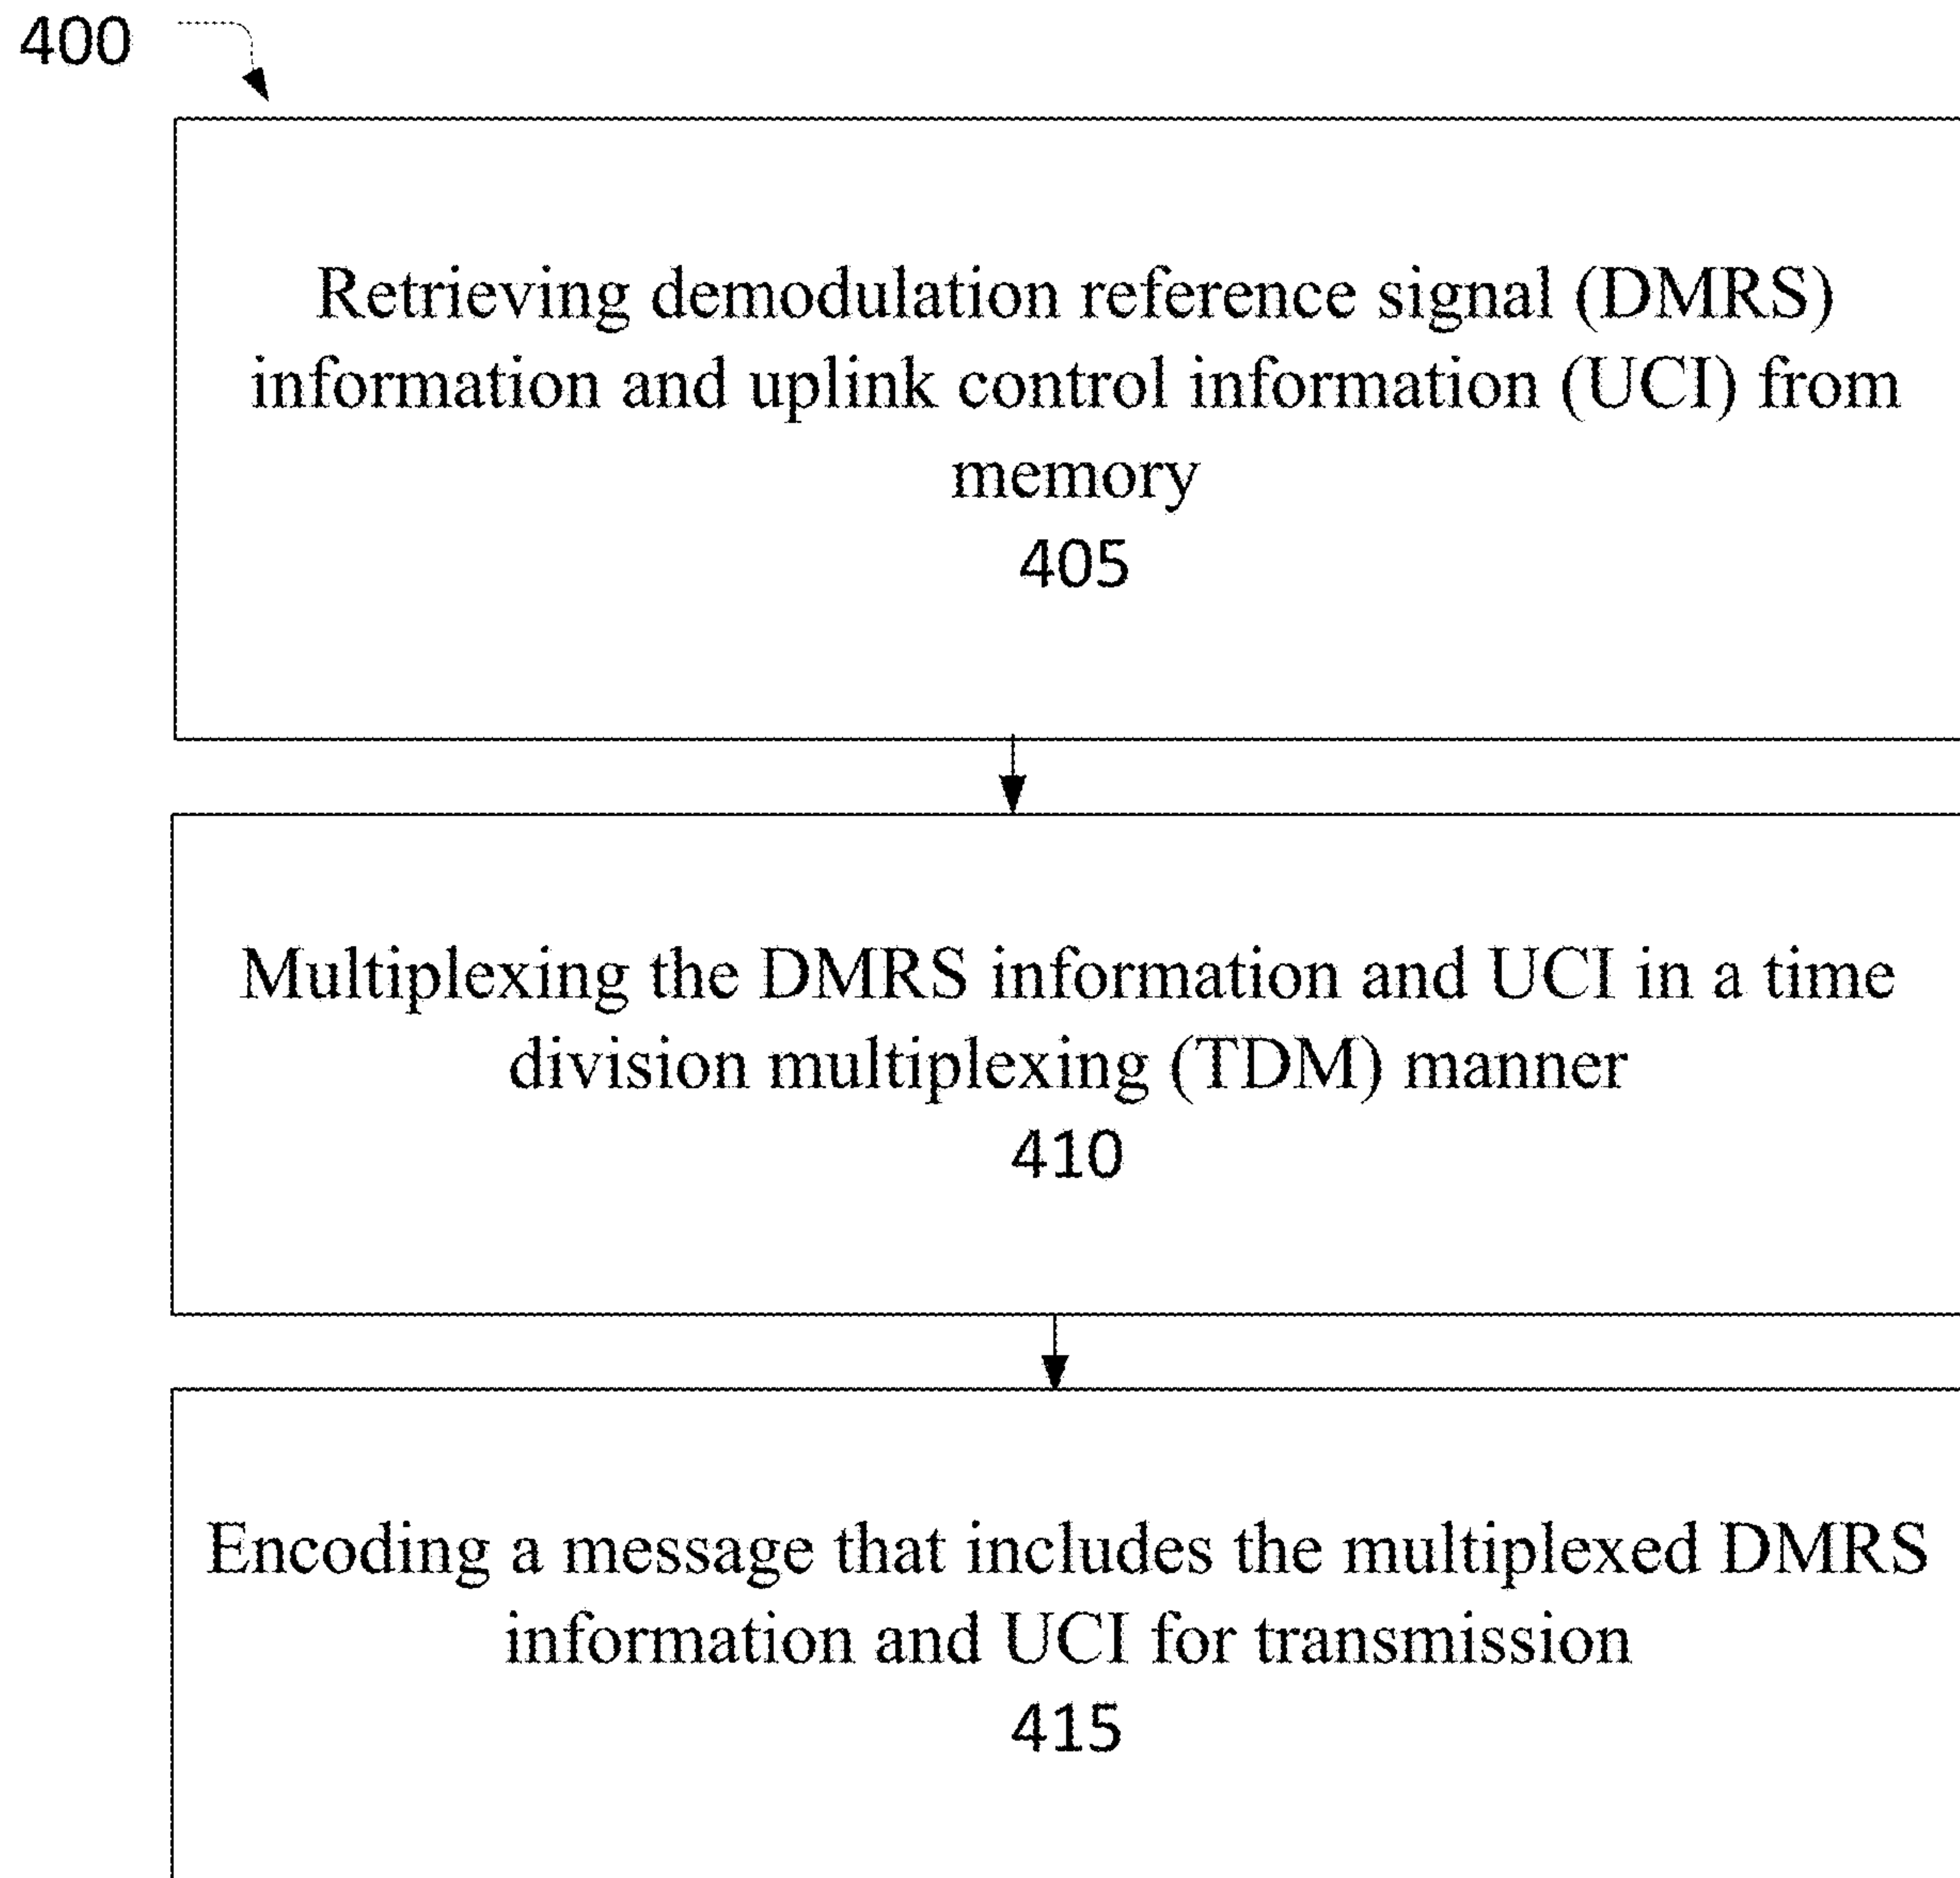 400
Retrieving demodulation reference signal (DMRS)
information and uplink control information (UCI) from
memory
405
Multiplexing the DMRS information and UCI in a time
division multiplexing (TDM) manner
410
Encoding a message that includes the multiplexed DMRS
information and UCI for transmission
415